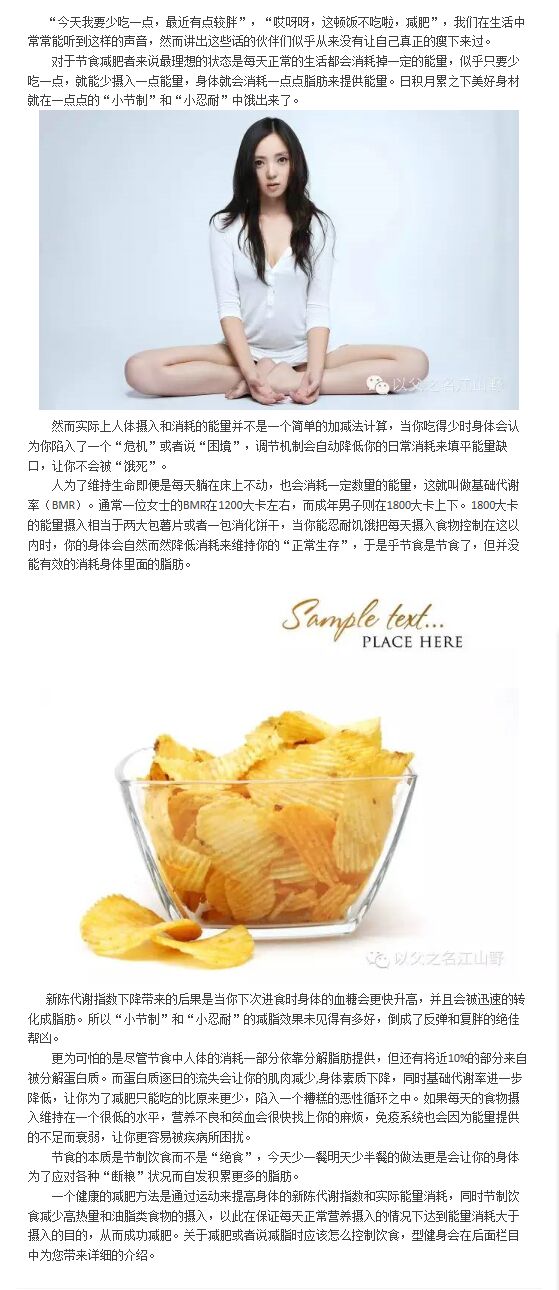 “今天我要少吃一点，最近有点较胖”，“哎呀呀，这顿饭不吃啦，减肥”，我们在生活中
常常能听到这样的声音，然而讲出这些话的伙伴们似乎从来没有让自己真正的瘦下来过。
对于节食减肥者来说最理想的状态是每天正常的生活都会消耗掉一定的能量，似乎只要少
吃一点，就能少摄入一点能量，身体就会消耗一点点脂肪来提供能量。日积月累之下美好身材
就在一点点的“小节制”和“小忍耐”中饿出来了。
以父之名江山野
然而实际上人体摄入和消耗的能量并不是一个简单的加减法计算，当你吃得少时身体会认
为你陷入了一个“危机”或者说“困境”，调节机制会自动降低你的日常消耗来填平能量缺
口，让你不会被“饿死”。
人为了维持生命即便是每天躺在床上不动，也会消耗一定数量的能量，这就叫做基础代谢
率（BMR）。通常一位女士的BMR在1200大卡左右，而成年男子则在1800大卡上下。1800大卡
的能量摄入相当于两大包薯片或者一包消化饼干，当你能忍耐饥饿把每天摄入食物控制在这以
内时，你的身体会自然而然降低消耗来维持你的“正常生存”，于是乎节食是节食了，但并没
能有效的消耗身体里面的脂肪。
Sample text...
PLACE HERE
以父之名江山野
新陈代谢指数下降带来的后果是当你下次进食时身体的血糖会更快升高，并且会被迅速的转
化成脂肪。所以“小节制”和“小忍耐”的减脂效果未见得有多好，倒成了反弹和复胖的绝佳
帮凶。
更为可怕的是尽管节食中人体的消耗一部分依靠分解脂肪提供，但还有将近10%的部分来自
被分解蛋白质。而蛋白质逐日的流失会让你的肌肉减少,身体素质下降，同时基础代谢率进一步
降低，让你为了减肥只能吃的比原来更少，陷入一个糟糕的恶性循环之中。如果每天的食物摄
入维持在一个很低的水平，营养不良和贫血会很快找上你的麻烦，免疫系统也会因为能量提供
的不足而衰弱，让你更容易被疾病所困扰。
节食的本质是节制饮食而不是“绝食”，今天少一餐明天少半餐的做法更是会让你的身体
为了应对各种“断粮”状况而自发积累更多的脂肪。
一个健康的减肥方法是通过运动来提高身体的新陈代谢指数和实际能量消耗，同时节制饮
食减少高热量和油脂类食物的摄入，以此在保证每天正常营养摄入的情况下达到能量消耗大于
摄入的目的，从而成功减肥。关于减肥或者说减脂时应该怎么控制饮食，型健身会在后面栏目
中为您带来详细的介绍。